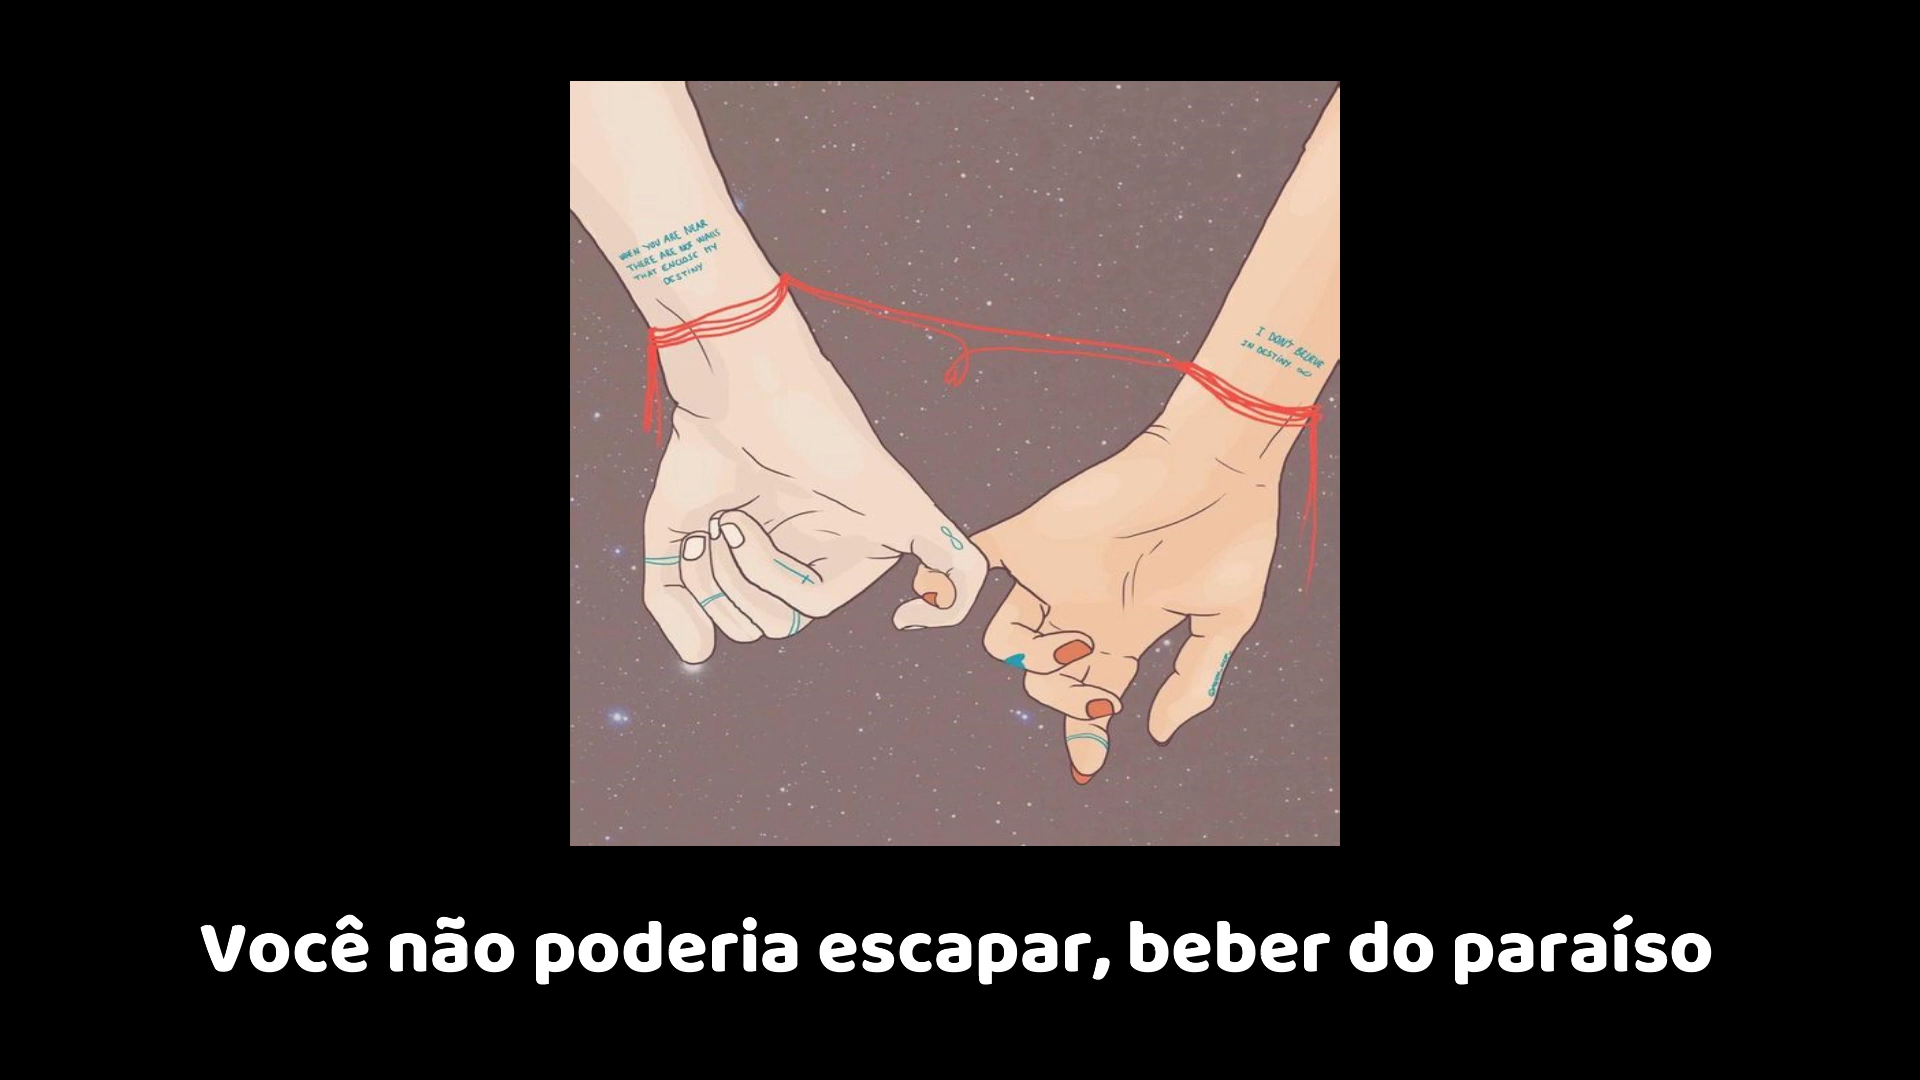 WHEN YOU ARE NEAR
THERE ARE NOT WALLS
THAT ENCLOSE MY
DESTINY
I DON'T BELIEVE
IN DESTINY
Você não poderia escapar, beber do paraíso